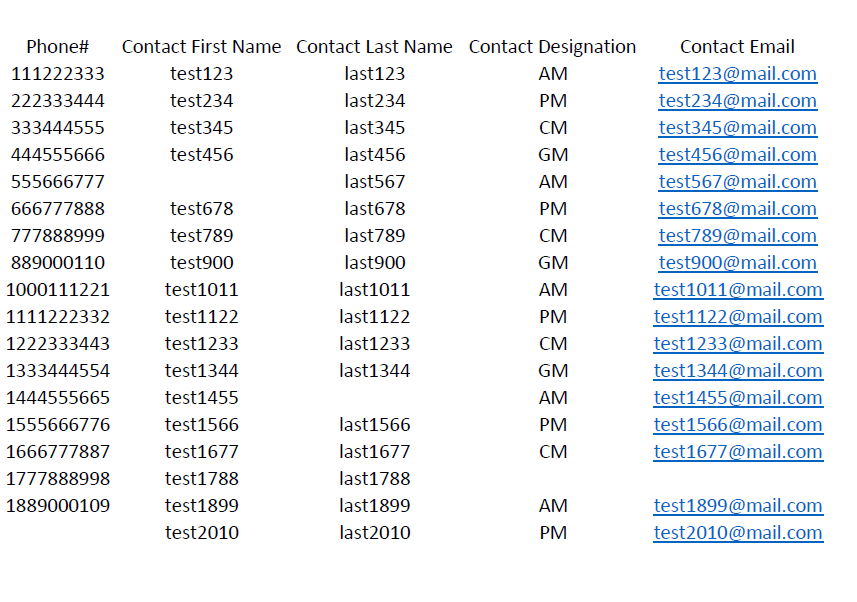 Phone# Contact First Name Contact Last Name Contact Designation Contact Email
111222333 test123 last123 AM test123@mail.com
222333444 test234 last234 PM test234@mail.com
333444555 test345 last345 CM test345@mail.com
444555666 test456 last456 GM test456@mail.com
555666777 last567 AM test567@mail.com
666777888 test678 last678 PM test678@mail.com
777888999 test789 last789 CM test789@mail.com
889000110 test900 last900 GM test900@mail.com
1000111221 test1011 last1011 AM test1011@mail.com
1111222332 test1122 last1122 PM test1122@mail.com
1222333443 test1233 last1233 CM test1233@mail.com
1333444554 test1344 last1344 GM test1344@mail.com
1444555665 test1455 AM test1455@mail.com
1555666776 test1566 last1566 PM test1566@mail.com
1666777887 test1677 last1677 CM test1677@mail.com
1777888998 test1788 last1788
1889000109 test1899 last1899 AM test1899@mail.com
test2010 last2010 PM test2010@mail.com